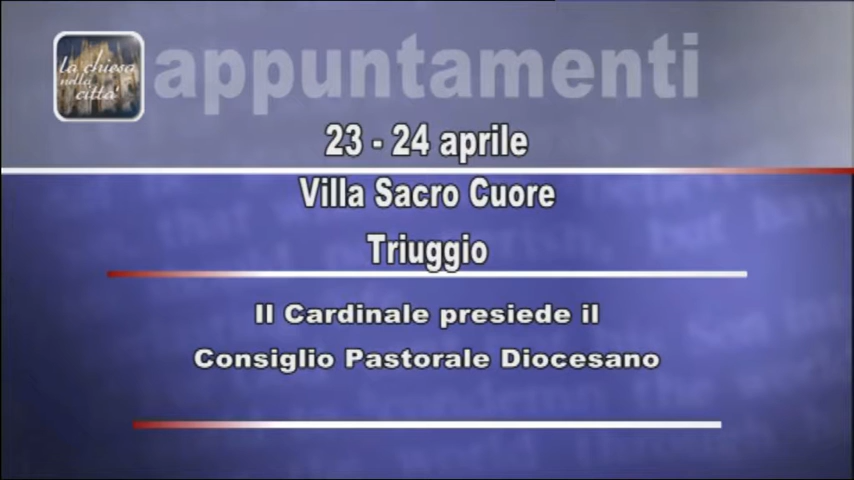 la chiesa
nella
città
appuntamenti
23 - 24 aprile
Villa Sacro Cuore
Triuggio
Il Cardinale presiede il
Consiglio Pastorale Diocesano